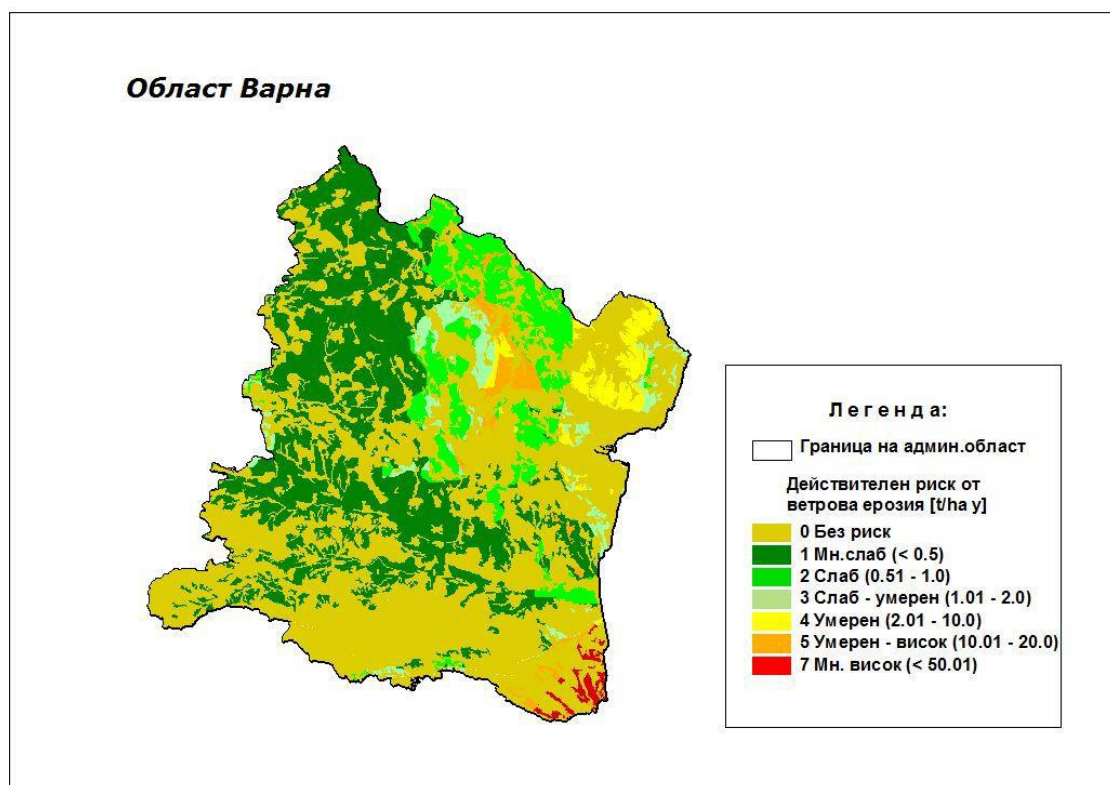 Област Варна
Л е г е н д а:
Граница на админ.област
Действителен риск от
ветрова ерозия [t/ha y]
0 Без риск
1 Мн.слаб (< 0.5)
2 Слаб (0.51 - 1.0)
3 Слаб - умерен (1.01 - 2.0)
4 Умерен (2.01 - 10.0)
5 Умерен - висок (10.01 - 20.0)
7 Мн. висок (< 50.01)